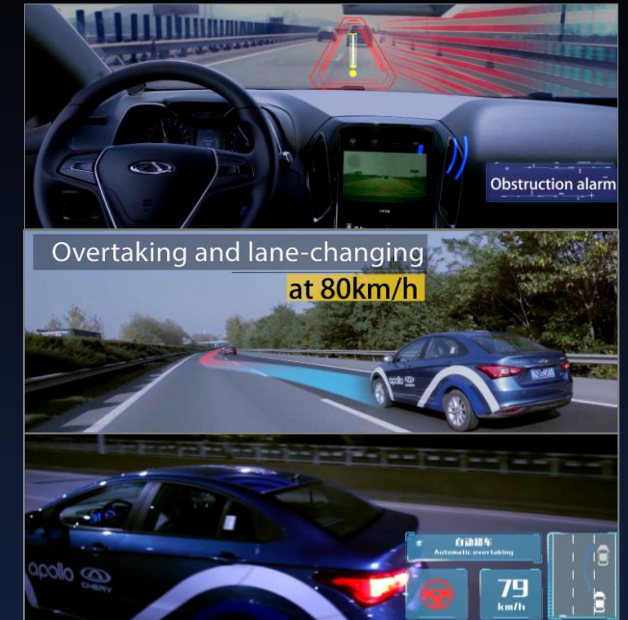 Obstruction alarm
Overtaking and lane-changing
at 80km/h
apollo
CHERY
apollo
CHERY
自动超车
Automatic overtaking
79
km/h